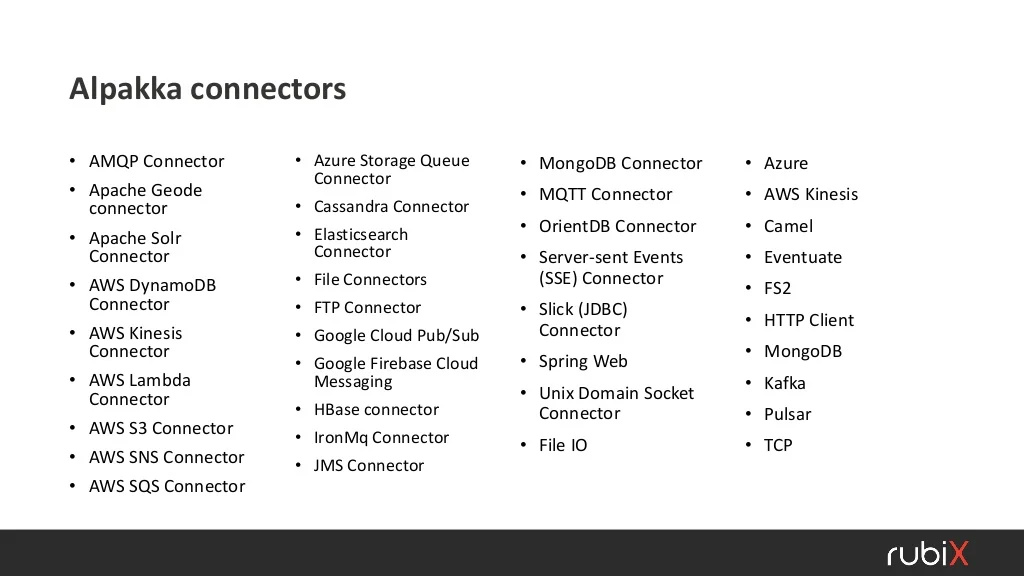 Alpakka connectors
• AMQP Connector
• Apache Geode
connector
• Apache Solr
Connector
• AWS DynamoDB
Connector
• AWS Kinesis
Connector
• AWS Lambda
Connector
• AWS S3 Connector
• AWS SNS Connector
• AWS SQS Connector
• Azure Storage Queue
Connector
• Cassandra Connector
• Elasticsearch
Connector
• File Connectors
• FTP Connector
• Google Cloud Pub/Sub
• Google Firebase Cloud
Messaging
• HBase connector
• IronMq Connector
• JMS Connector
• MongoDB Connector
• MQTT Connector
• OrientDB Connector
• Server-sent Events
(SSE) Connector
• Slick (JDBC)
Connector
• Spring Web
• Unix Domain Socket
Connector
• File IO
• Azure
• AWS Kinesis
• Camel
• Eventuate
• FS2
• HTTP Client
• MongoDB
• Kafka
• Pulsar
• TCP
rubiX